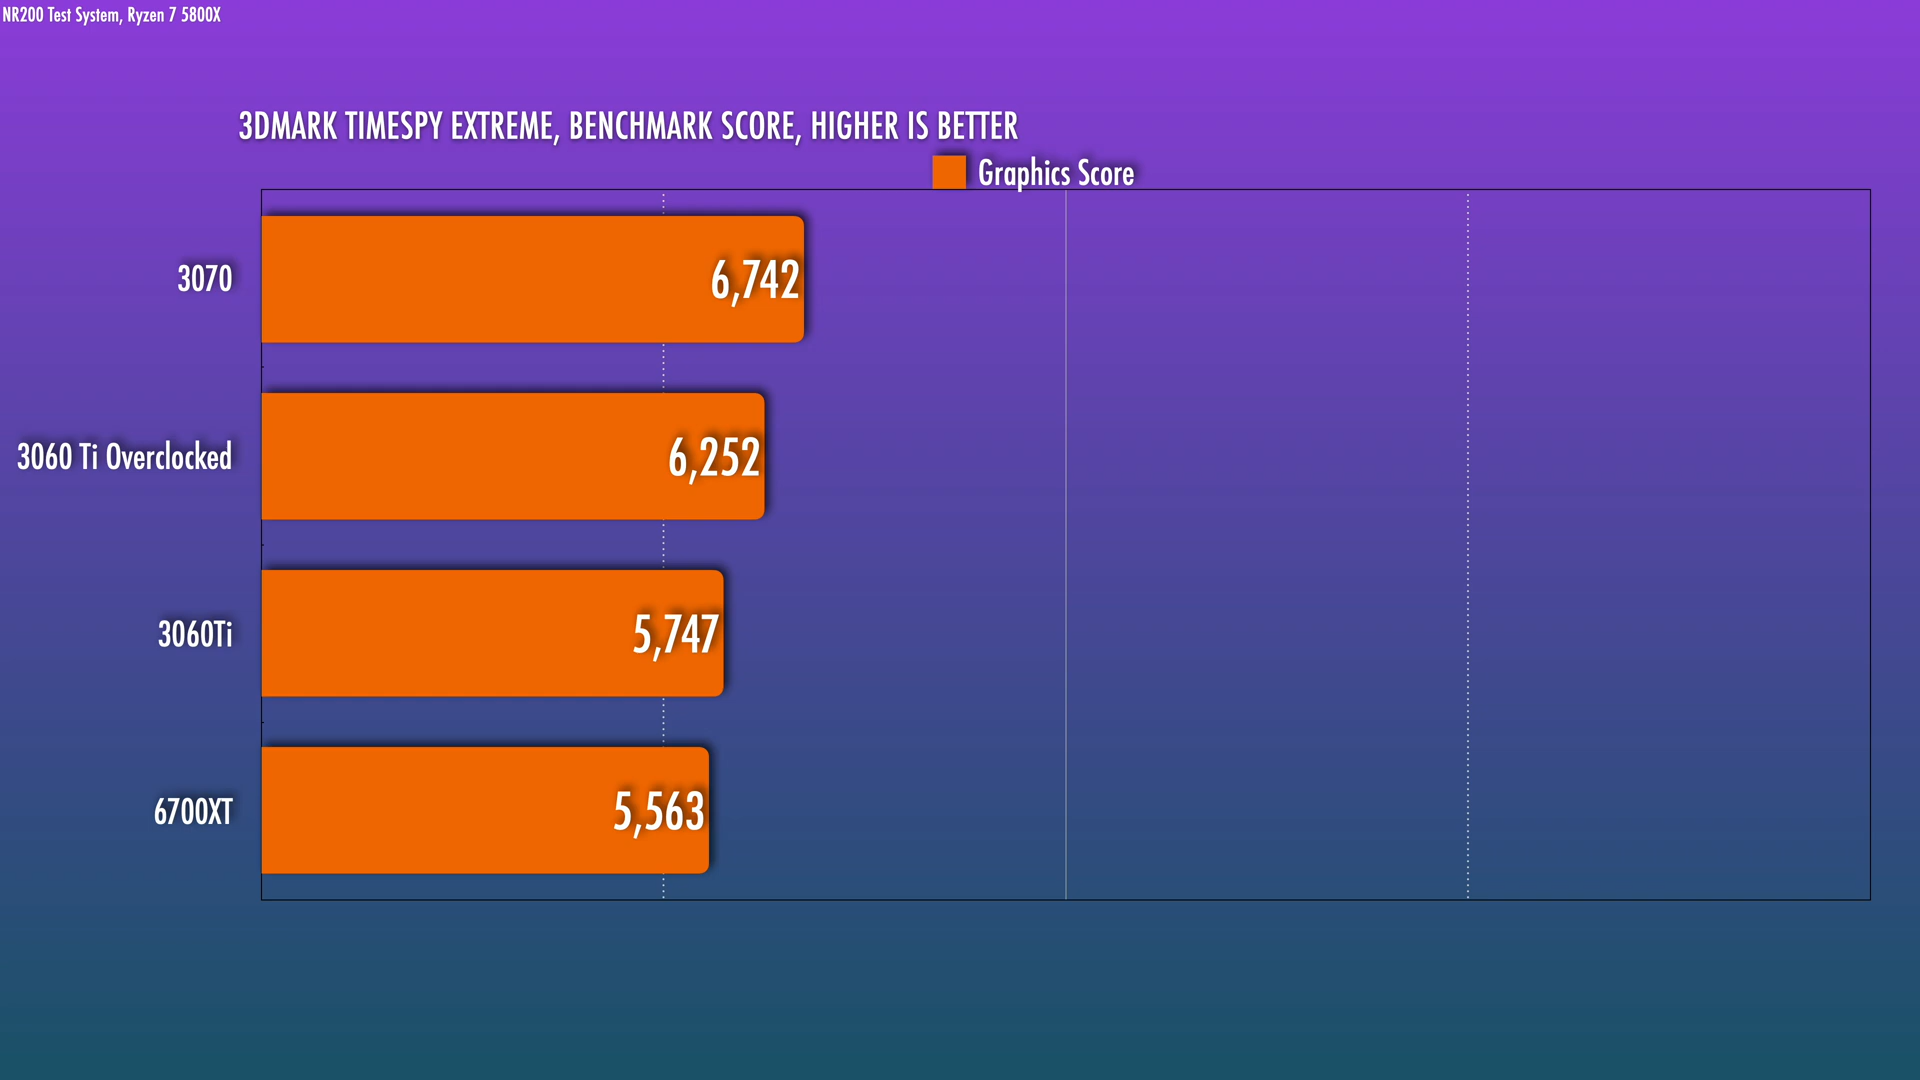 NR200 Test System, Ryzen 7 5800X
3DMARK TIMESPY EXTREME, BENCHMARK SCORE, HIGHER IS BETTER
Graphics Score
3070
6,742
3060 Ti Overclocked
6,252
3060Ti
5,747
6700XT
5,563